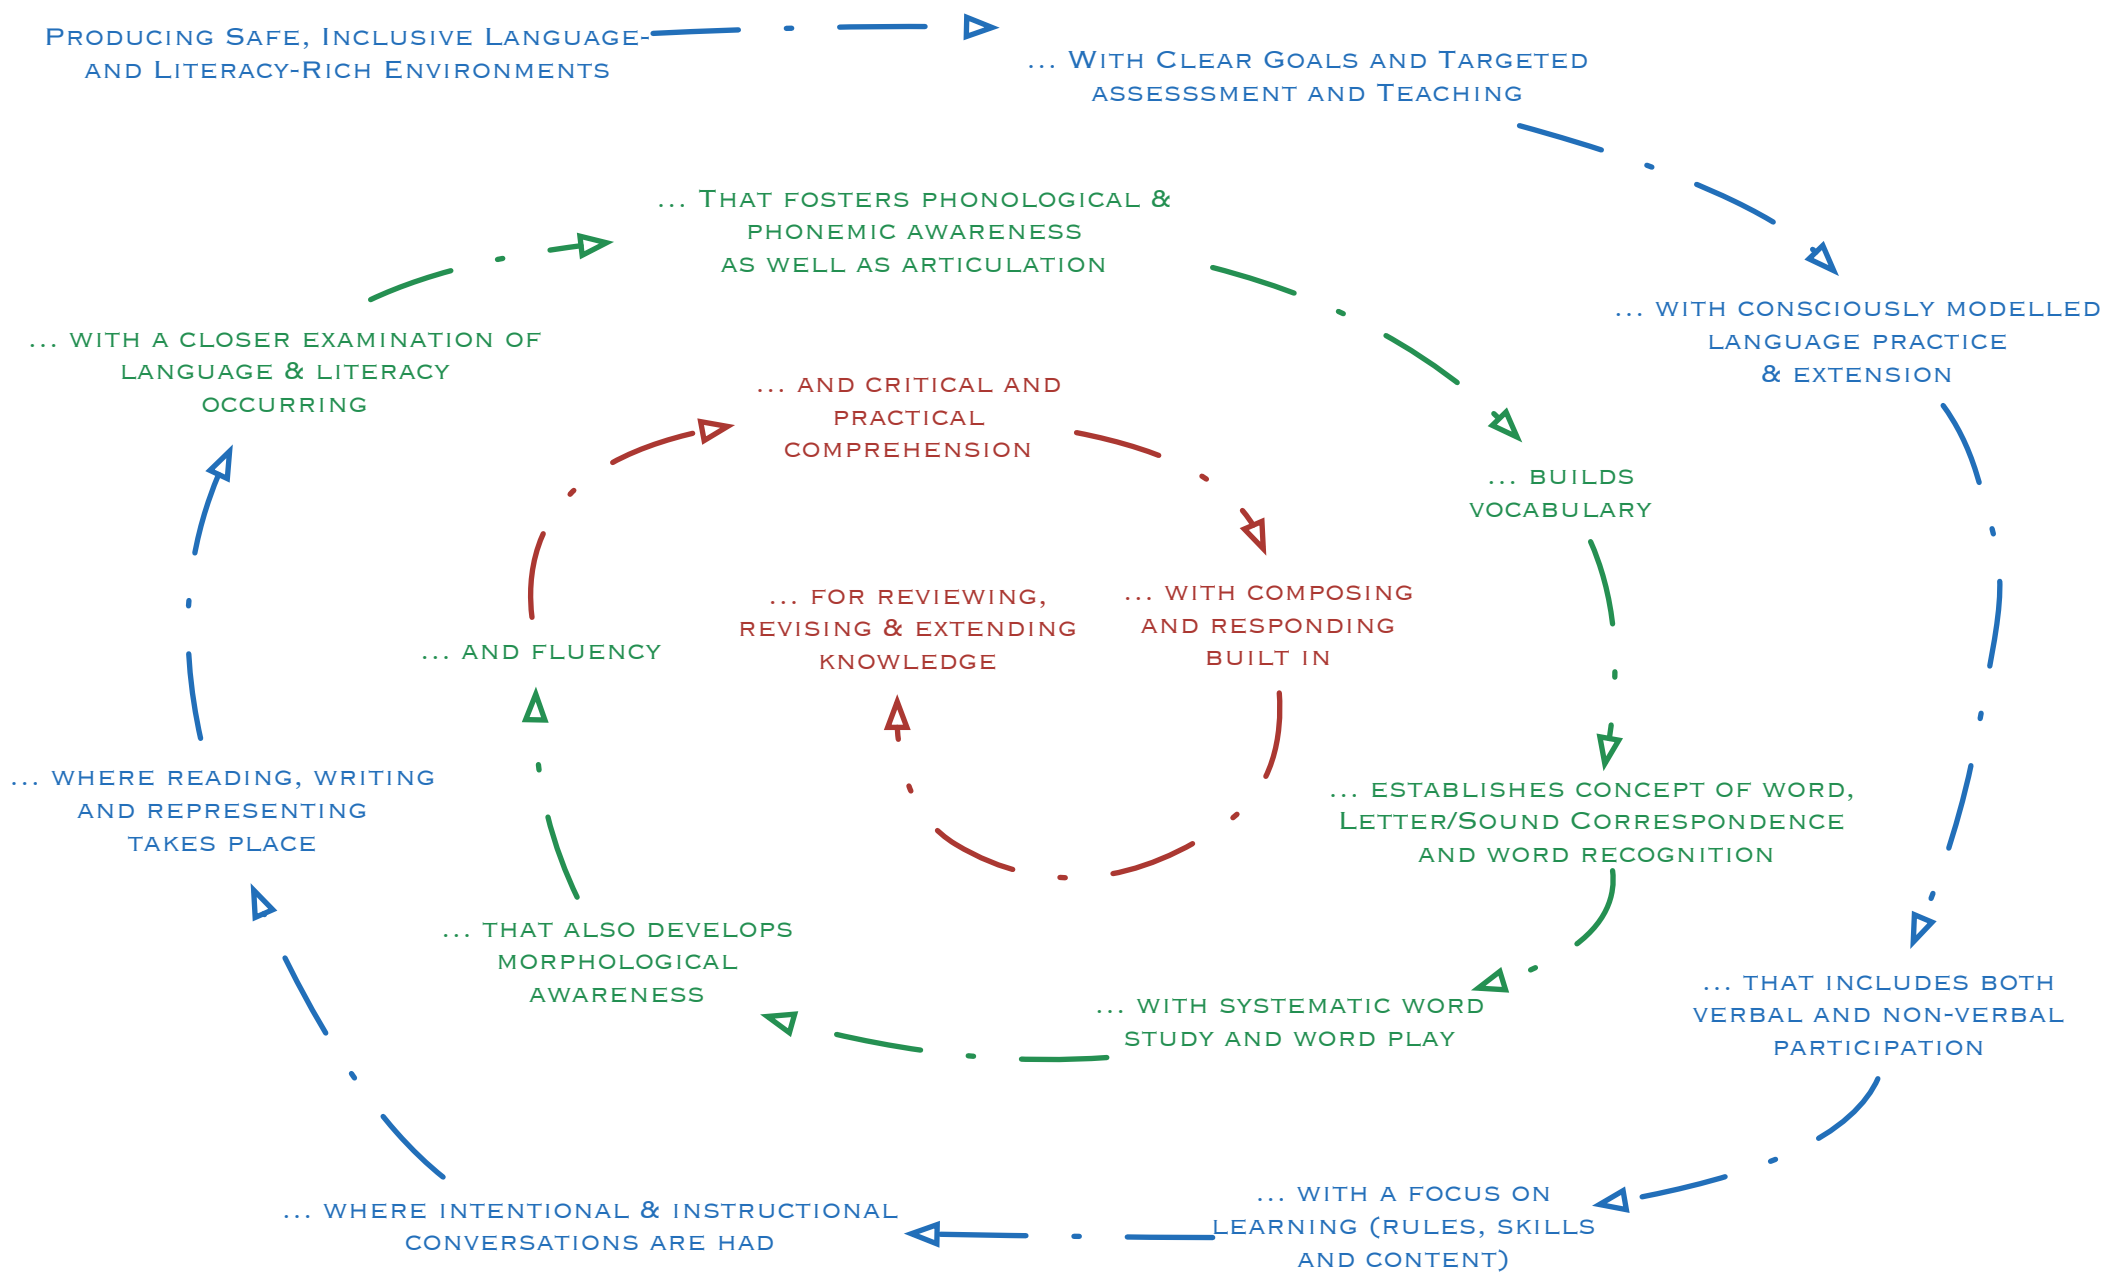 Producing Safe, Inclusive Language-
and Literacy-Rich Environments
... With Clear Goals and Targeted
assesssment and Teaching
... with consciously modelled
language practice
& extension
... that includes both
verbal and non-verbal
participation
... with a focus on
learning (rules, skills
and content)
... where intentional & instructional
conversations are had
... where reading, writing
and representing
takes place
... with a closer examination of
language & literacy
occurring
... That fosters phonological &
phonemic awareness
as well as articulation
... builds
vocabulary
... establishes concept of word,
Letter/Sound Correspondence
and word recognition
... with systematic word
study and word play
... that also develops
morphological
awareness
... and fluency
... and critical and
practical
comprehension
... with composing
and responding
built in
... for reviewing,
revising & extending
knowledge